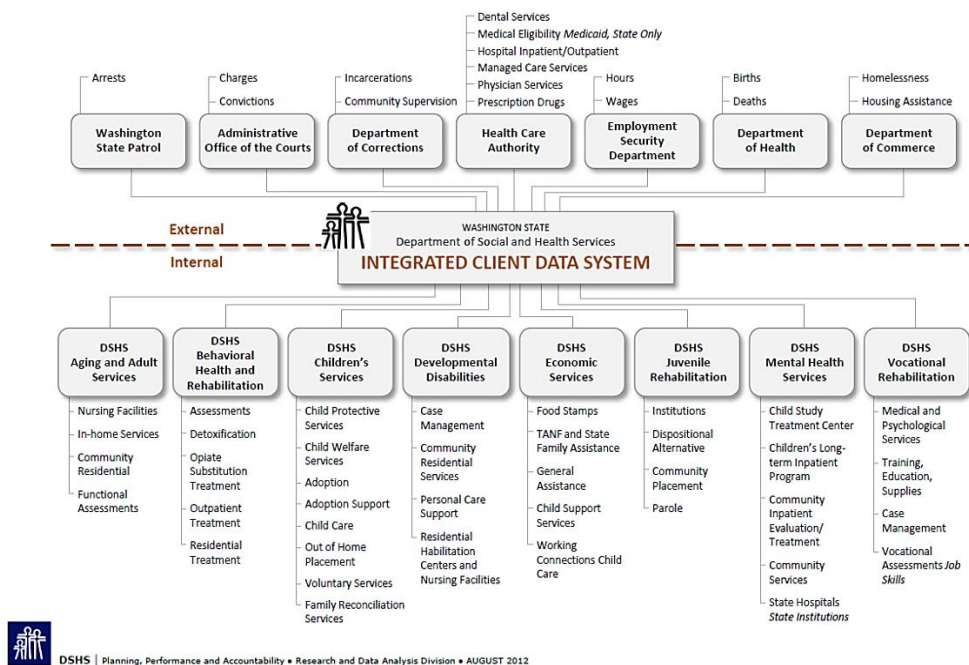 Dental Services
Medical Eligibility Medicaid, State Only
Hospital Inpatient/Outpatient
Managed Care Services
Physician Services
Prescription Drugs
Arrests
Charges
Convictions
Incarcerations
Community Supervision
Hours
Wages
Births
Deaths
Homelessness
Housing Assistance
Washington
State Patrol
Administrative
Office of the Courts
Department
of Corrections
Health Care
Authority
Employment
Security
Department
Department
of Health
Department
of Commerce
External
Internal
WASHINGTON STATE
Department of Social and Health Services
INTEGRATED CLIENT DATA SYSTEM
DSHS
Aging and Adult
Services
Nursing Facilities
In-home Services
Community
Residential
Functional
Assessments
DSHS
Behavioral
Health and
Rehabilitation
Assessments
Detoxification
Opiate
Substitution
Treatment
Outpatient
Treatment
Residential
Treatment
DSHS
Children's
Services
Child Protective
Services
Child Welfare
Services
Adoption
Adoption Support
Child Care
Out of Home
Placement
Voluntary Services
Family Reconciliation
Services
DSHS
Developmental
Disabilities
Case
Management
Community
Residential Services
Personal Care
Support
Residential
Habilitation
Centers and
Nursing Facilities
DSHS
Economic
Services
Food Stamps
TANF and State
Family Assistance
General
Assistance
Child Support
Services
Working
Connections Child
Care
DSHS
Juvenile
Rehabilitation
Institutions
Dispositional
Alternative
Community
Placement
Parole
DSHS
Mental Health
Services
Child Study
Treatment Center
Children's Long-
term Inpatient
Program
Community
Inpatient
Evaluation/
Treatment
Community
Services
State Hospitals
State Institutions
DSHS
Vocational
Rehabilitation
Medical and
Psychological
Services
Training,
Education,
Supplies
Case
Management
Vocational
Assessments Job
Skills
DSHS | Planning, Performance and Accountability • Research and Data Analysis Division • AUGUST 2012